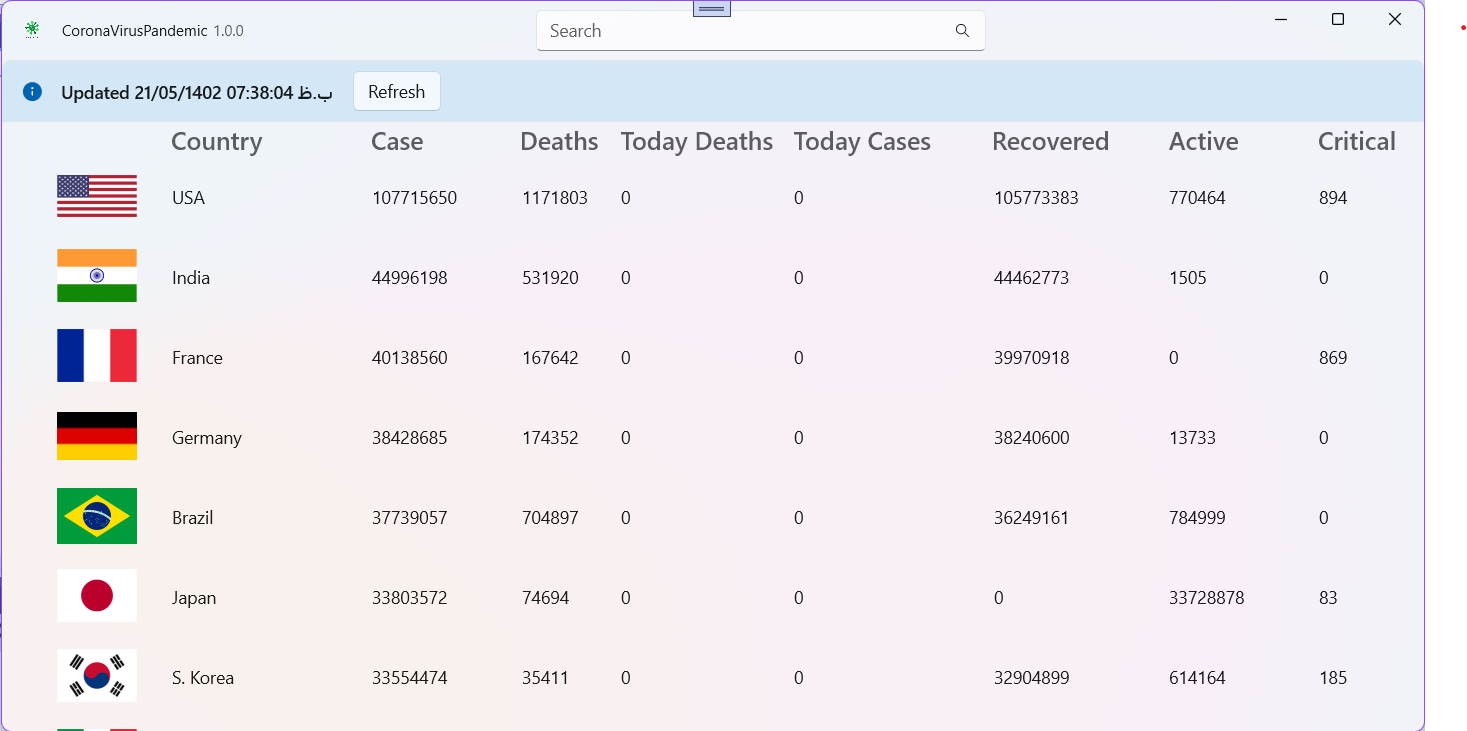 CoronaVirusPandemic 1.0.0
Search
Updated 21/05/1402 07:38:04 ب.ظ Refresh
Country Case Deaths Today Deaths Today Cases Recovered Active Critical
USA 107715650 1171803 0 0 105773383 770464 894
India 44996198 531920 0 0 44462773 1505 0
France 40138560 167642 0 0 39970918 0 869
Germany 38428685 174352 0 0 38240600 13733 0
Brazil 37739057 704897 0 0 36249161 784999 0
Japan 33803572 74694 0 0 0 33728878 83
S. Korea 33554474 35411 0 0 32904899 614164 185